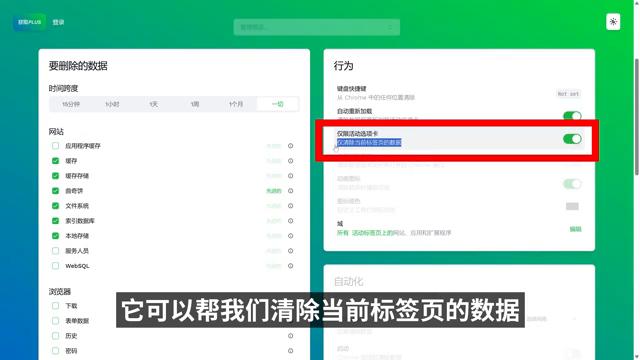 获取PLUS
登录
要删除的数据
时间跨度
15分钟
1小时
1天
1周
1个月
一切
网站
应用程序缓存
缓存
缓存存储
曲奇饼
文件系统
索引数据库
本地存储
服务人员
WebSQL
浏览器
下载
表单数据
历史
密码
行为
键盘快捷键
从 Chrome 中的任何位置清除
Not set
自动重新加载
仅限活动选项卡
仅清除当前标签页的数据
域
所有 活动标签页上的网站、应用和扩展程序
编辑
自动化
启动
它可以帮我们清除当前标签页的数据